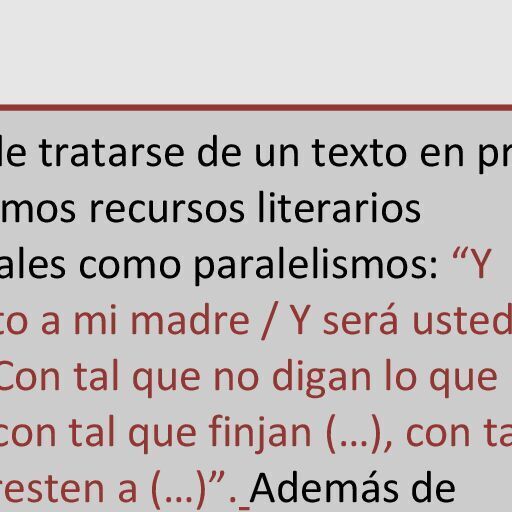 de tratarse de un texto en pr
mos recursos literarios
ales como paralelismos: “Y
to a mi madre / Y será usted
Con tal que no digan lo que
con tal que finjan (…), con ta
resten a (…)”. Además de